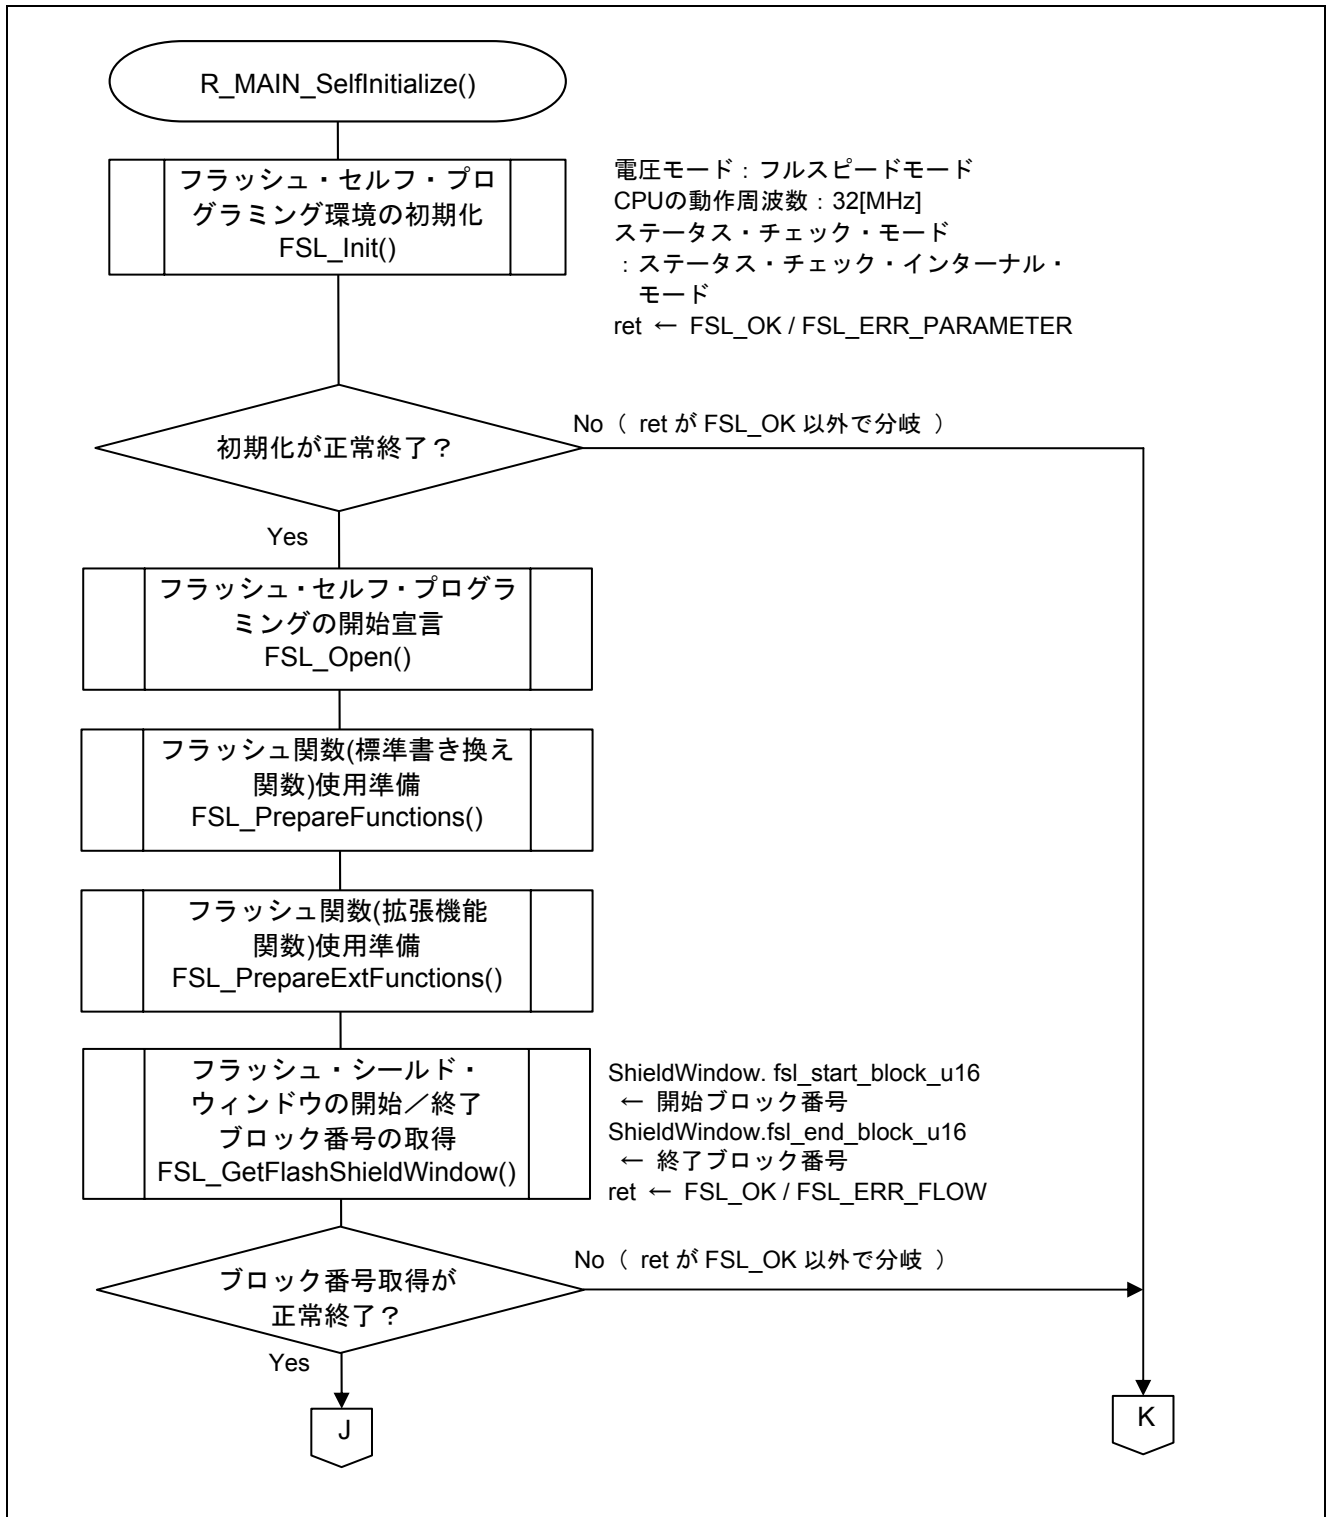 R_MAIN_SelfInitialize()
フラッシュ・セルフ・プロ
グラミング環境の初期化
FSL_Init()
電圧モード：フルスピードモード
CPUの動作周波数：32[MHz]
ステータス・チェック・モード
：ステータス・チェック・インターナル・
モード
ret ← FSL_OK / FSL_ERR_PARAMETER
初期化が正常終了？
No（ ret が FSL_OK 以外で分岐 ）
Yes
フラッシュ・セルフ・プログラ
ミングの開始宣言
FSL_Open()
フラッシュ関数(標準書き換え
関数)使用準備
FSL_PrepareFunctions()
フラッシュ関数(拡張機能
関数)使用準備
FSL_PrepareExtFunctions()
フラッシュ・シールド・
ウィンドウの開始／終了
ブロック番号の取得
FSL_GetFlashShieldWindow()
ShieldWindow. fsl_start_block_u16
← 開始ブロック番号
ShieldWindow.fsl_end_block_u16
← 終了ブロック番号
ret ← FSL_OK / FSL_ERR_FLOW
ブロック番号取得が
正常終了？
No（ ret が FSL_OK 以外で分岐 ）
Yes
J
K